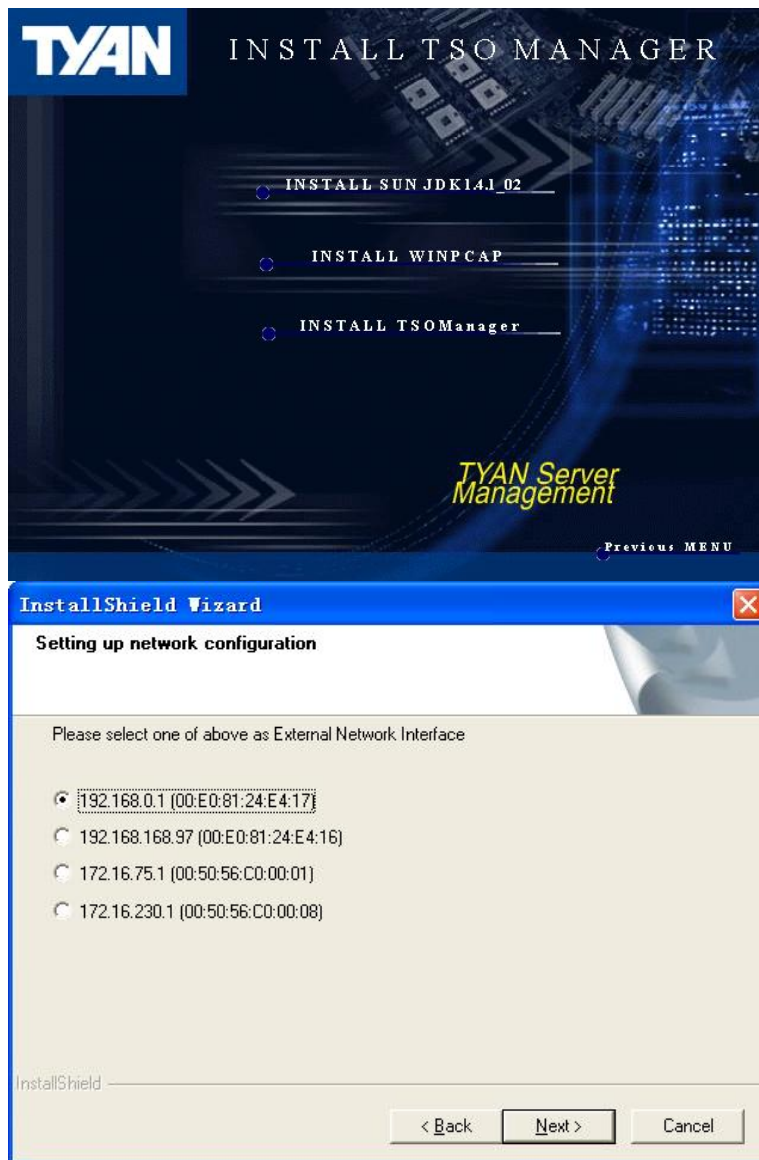 TYAN
INSTALL TSO MANAGER
INSTALL SUN JDK1.4.1_02
INSTALL WINPCAP
INSTALL TSOManager
TYAN Server
Management
Previous MENU
InstallShield Wizard
Setting up network configuration
Please select one of above as External Network Interface
192.168.0.1 (00:E0:81:24:E4:17)
192.168.168.97 (00:E0:81:24:E4:16)
172.16.75.1 (00:50:56:C0:00:01)
172.16.230.1 (00:50:56:C0:00:08)
InstallShield
< Back Next > Cancel